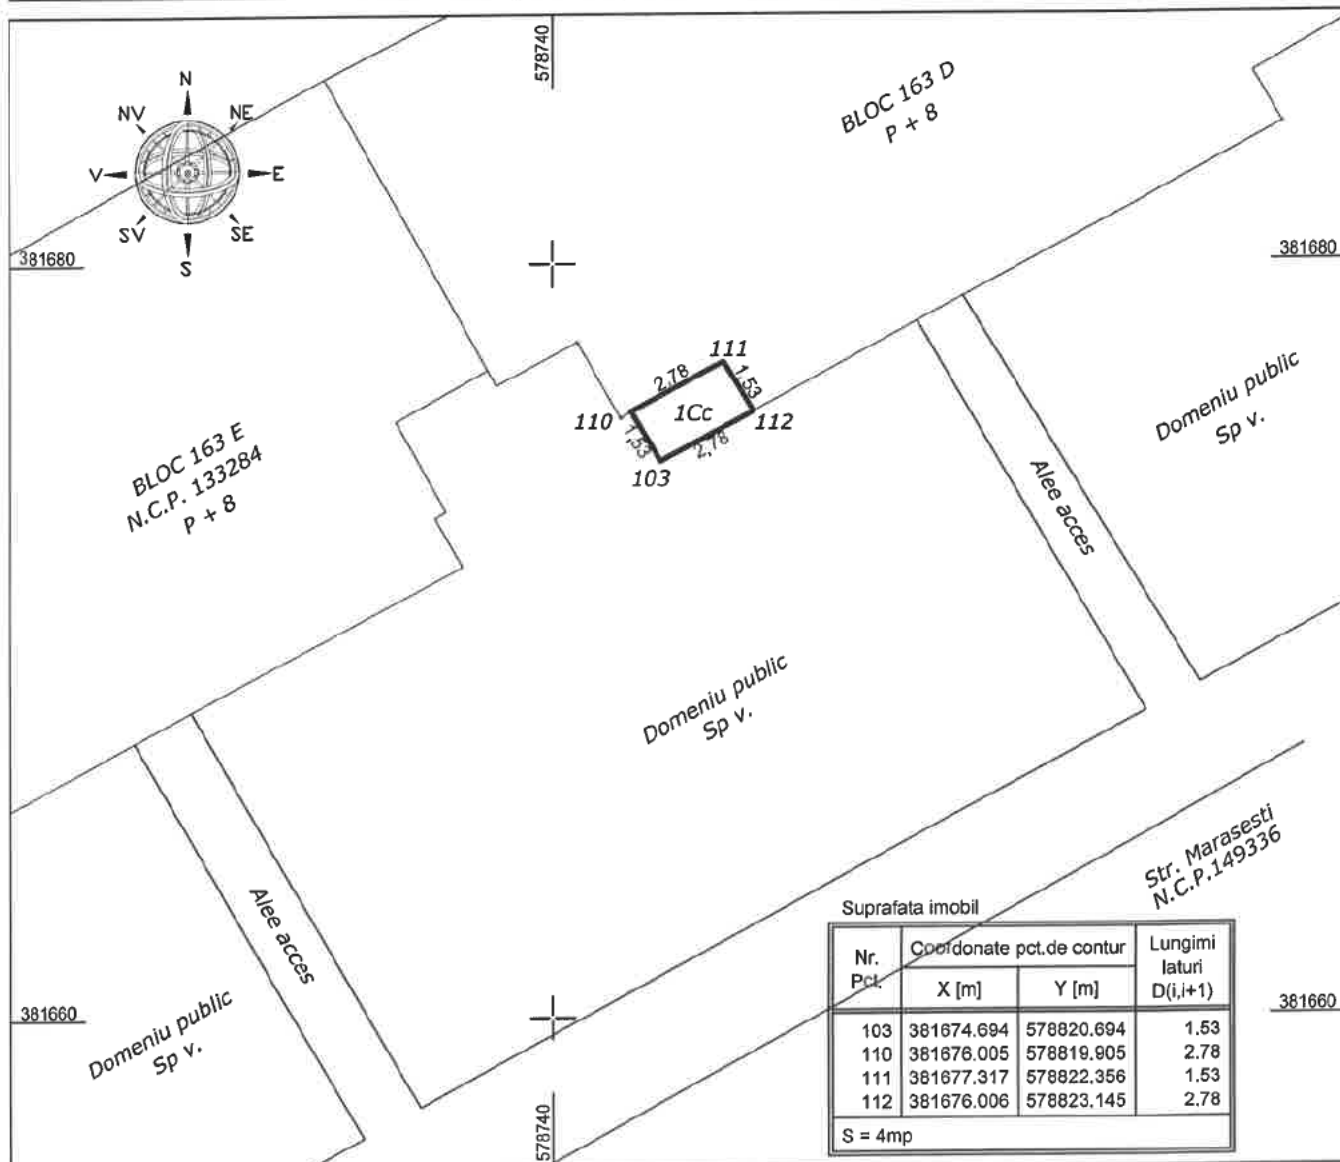 578740
BLOC 163 D
P + 8
N
NV
NE
V
E
SV
SE
S
381680
381680
111
2,78
1,53
110
1Cc
112
1,53
2,78
103
Domeniu public
Sp v.
BLOC 163 E
N.C.P. 133284
P + 8
Alee acces
Domeniu public
Sp v.
Str. Marasesti
N.C.P.149336
Alee acces
Domeniu public
Sp v.
381660
381660
578740
Suprafata imobil
Nr. Pct.
Coordonate pct.de contur
Lungimi
laturi
D(i,i+1)
X [m]
Y [m]
103 381674.694 578820.694 1.53
110 381676.005 578819.905 2.78
111 381677.317 578822.356 1.53
112 381676.006 578823.145 2.78
S = 4mp